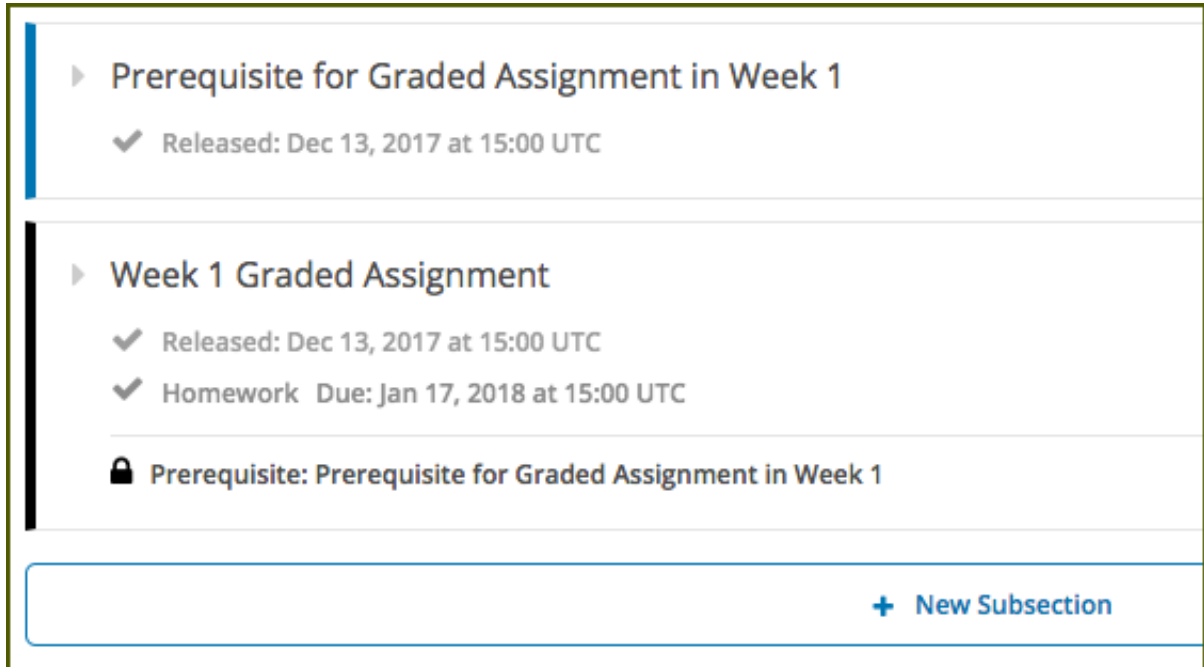 Prerequisite for Graded Assignment in Week 1
Released: Dec 13, 2017 at 15:00 UTC
Week 1 Graded Assignment
Released: Dec 13, 2017 at 15:00 UTC
Homework Due: Jan 17, 2018 at 15:00 UTC
Prerequisite: Prerequisite for Graded Assignment in Week 1
+ New Subsection